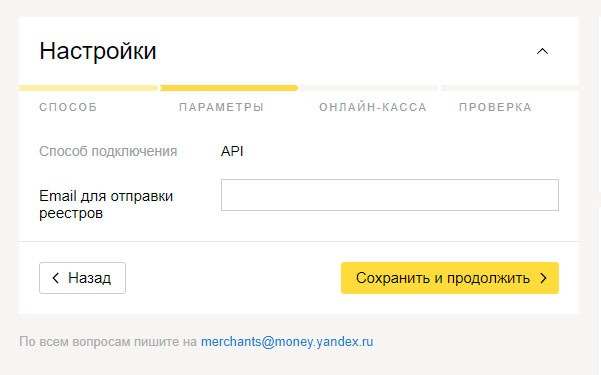 Настройки
СПОСОБ ПАРАМЕТРЫ ОНЛАЙН-КАССА ПРОВЕРКА
Способ подключения API
Email для отправки
реестров
Назад Сохранить и продолжить
По всем вопросам пишите на merchants@money.yandex.ru